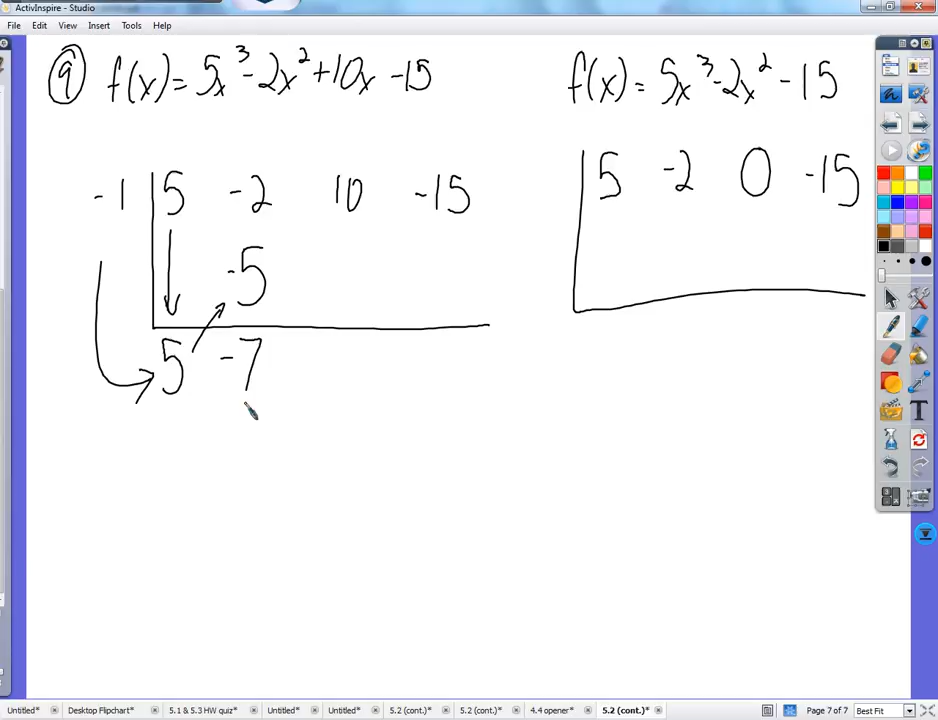 ActivInspire - Studio
File Edit View Insert Tools Help
9 f(x) = 5x³ - 2x² + 10x - 15
f(x) = 5x³ - 2x² - 15
-1 5 -2 10 -15
-5
5 -7
5 -2 0 -15
Untitled* Desktop Flipchart* 5.1 & 5.3 HW quiz* Untitled* Untitled* 5.2 (cont.)* 5.2 (cont.)* 4.4 opener* 5.2 (cont.)* Page 7 of 7 Best Fit